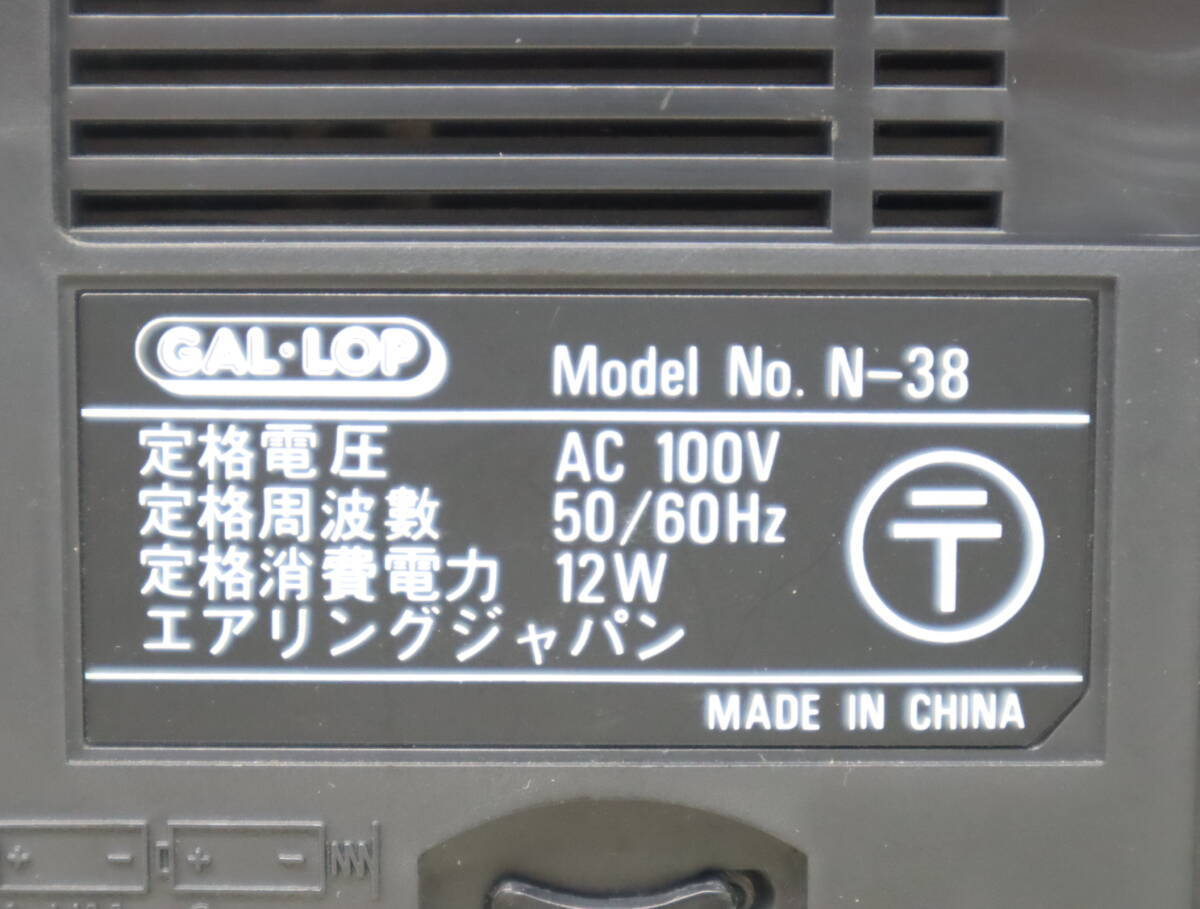 GAL·LOP Model No. N-38
定格電圧 AC 100V
定格周波數 50/60Hz
定格消費電力 12W
エアリングジャパン
MADE IN CHINA
+ - + -